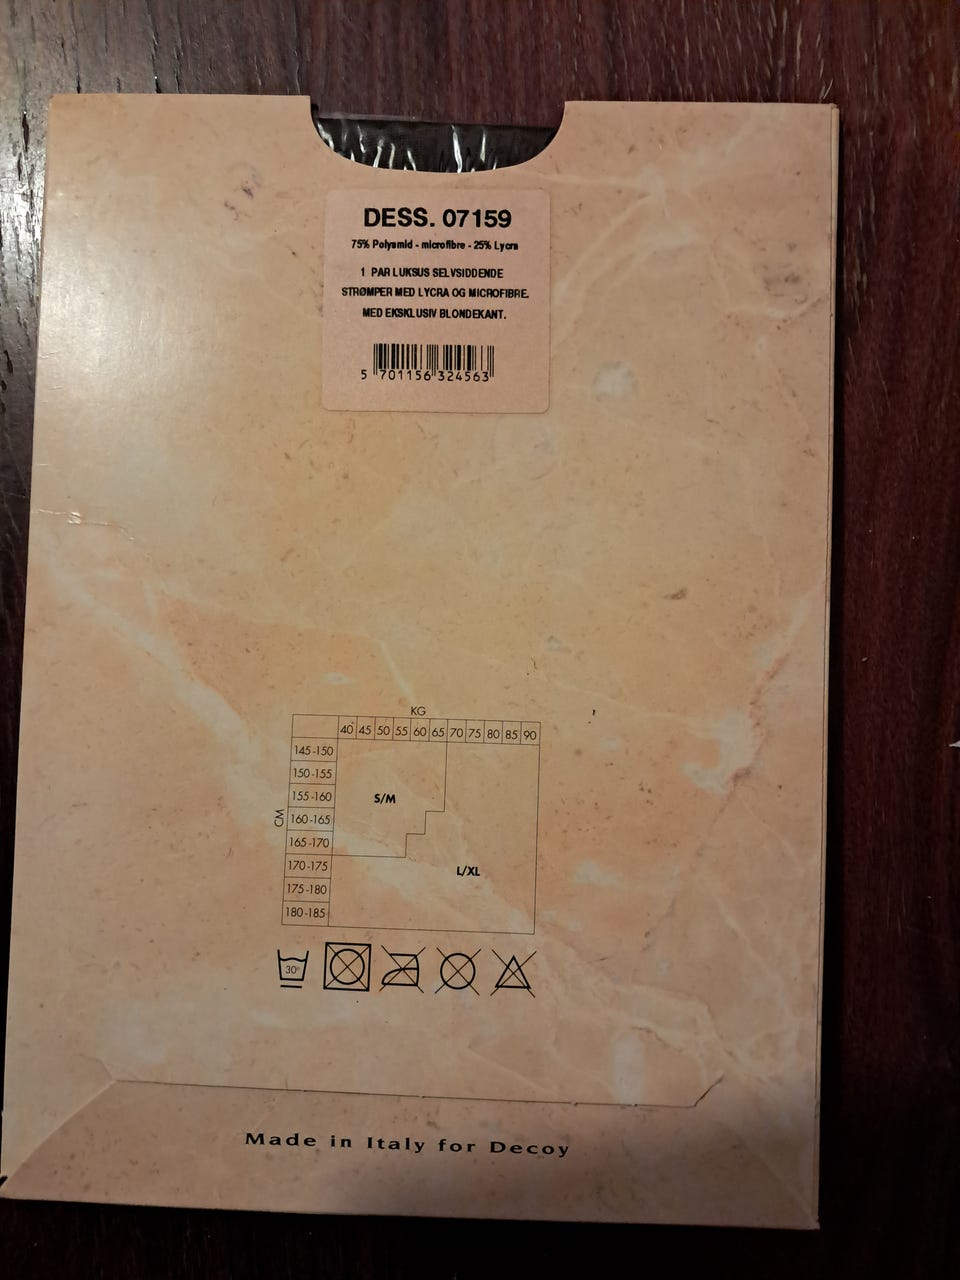 DESS. 07159
75% Polyamid - microfibre - 25% Lycra
1 PAR LUKSUS SELVSIDDENDE
STRØMPER MED LYCRA OG MICROFIBRE.
MED EKSKLUSIV BLONDEKANT.
5 701156 324563
KG
40 45 50 55 60 65 70 75 80 85 90
CM
145-150
150-155
155-160
S/M
160-165
165-170
170-175
L/XL
175-180
180-185
30°
Made in Italy for Decoy